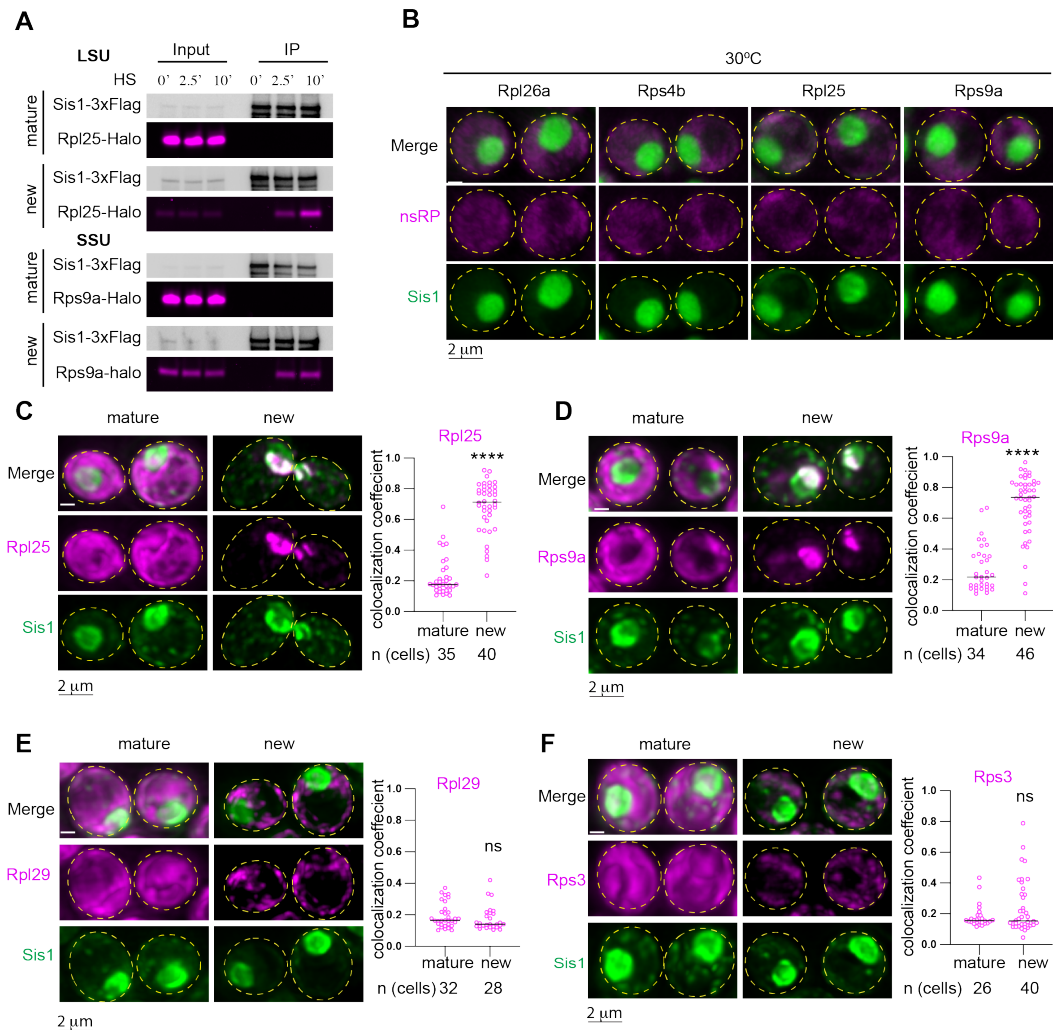 A
LSU Input IP
HS 0’ 2.5’ 10’ 0’ 2.5’ 10’
mature
Sis1-3xFlag
Rpl25-Halo
new
Sis1-3xFlag
Rpl25-Halo
SSU
mature
Sis1-3xFlag
Rps9a-Halo
new
Sis1-3xFlag
Rps9a-halo
B
30ºC
Rpl26a Rps4b Rpl25 Rps9a
Merge
nsRP
Sis1
2 µm
C
mature new
Merge
Rpl25
Sis1
2 µm
Rpl25
****
colocalization coeffecient
1.0
0.8
0.6
0.4
0.2
0.0
mature new
n (cells) 35 40
D
mature new
Merge
Rps9a
Sis1
2 µm
Rps9a
****
colocalization coeffecient
1.0
0.8
0.6
0.4
0.2
0.0
mature new
n (cells) 34 46
E
mature new
Merge
Rpl29
Sis1
2 µm
Rpl29
ns
colocalization coeffecient
1.0
0.8
0.6
0.4
0.2
0.0
mature new
n (cells) 32 28
F
mature new
Merge
Rps3
Sis1
2 µm
Rps3
ns
colocalization coeffecient
1.0
0.8
0.6
0.4
0.2
0.0
mature new
n (cells) 26 40